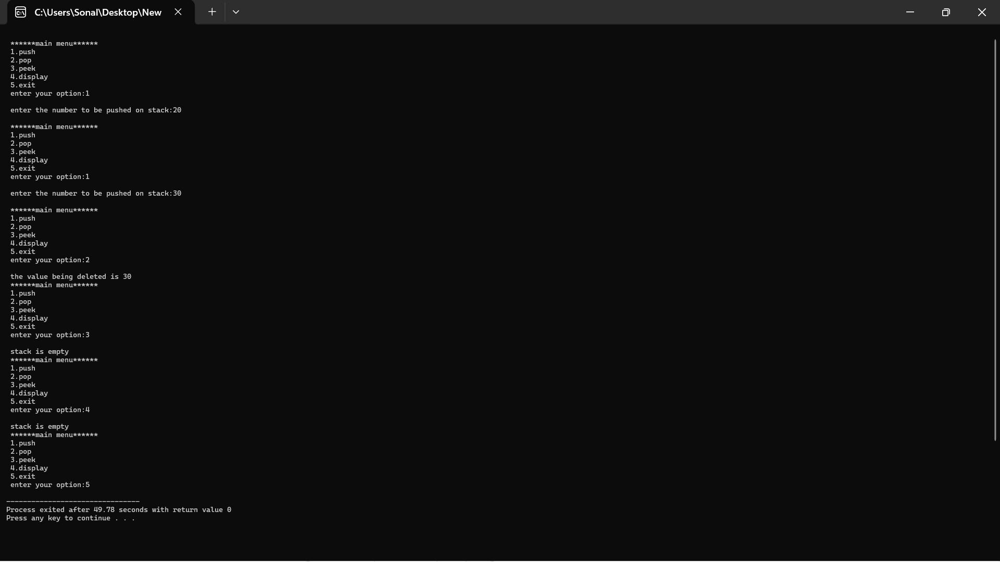 C:\Users\Sonal\Desktop\New
******main menu******
1.push
2.pop
3.peek
4.display
5.exit
enter your option:1
enter the number to be pushed on stack:20
******main menu******
1.push
2.pop
3.peek
4.display
5.exit
enter your option:1
enter the number to be pushed on stack:30
******main menu******
1.push
2.pop
3.peek
4.display
5.exit
enter your option:2
the value being deleted is 30
******main menu******
1.push
2.pop
3.peek
4.display
5.exit
enter your option:3
stack is empty
******main menu******
1.push
2.pop
3.peek
4.display
5.exit
enter your option:4
stack is empty
******main menu******
1.push
2.pop
3.peek
4.display
5.exit
enter your option:5
--------------------------------
Process exited after 49.78 seconds with return value 0
Press any key to continue . . .